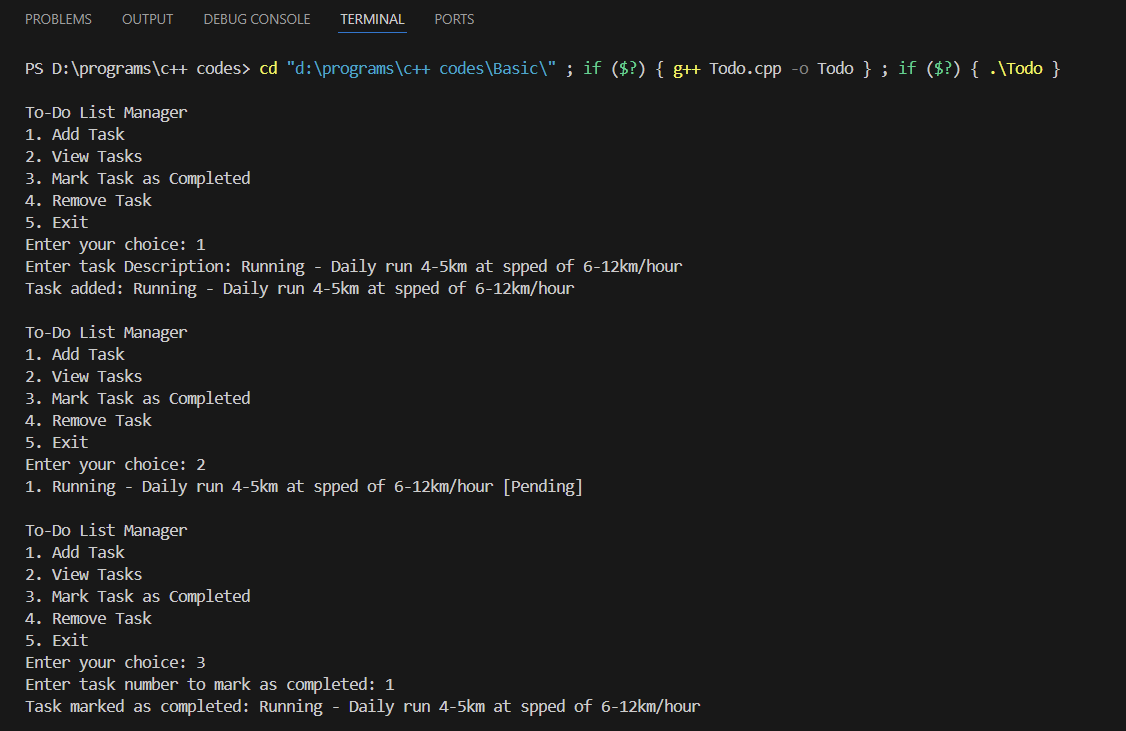 PROBLEMS OUTPUT DEBUG CONSOLE TERMINAL PORTS
PS D:\programs\c++ codes> cd "d:\programs\c++ codes\Basic\" ; if ($?) { g++ Todo.cpp -o Todo } ; if ($?) { .\Todo }
To-Do List Manager
1. Add Task
2. View Tasks
3. Mark Task as Completed
4. Remove Task
5. Exit
Enter your choice: 1
Enter task Description: Running - Daily run 4-5km at spped of 6-12km/hour
Task added: Running - Daily run 4-5km at spped of 6-12km/hour
To-Do List Manager
1. Add Task
2. View Tasks
3. Mark Task as Completed
4. Remove Task
5. Exit
Enter your choice: 2
1. Running - Daily run 4-5km at spped of 6-12km/hour [Pending]
To-Do List Manager
1. Add Task
2. View Tasks
3. Mark Task as Completed
4. Remove Task
5. Exit
Enter your choice: 3
Enter task number to mark as completed: 1
Task marked as completed: Running - Daily run 4-5km at spped of 6-12km/hour